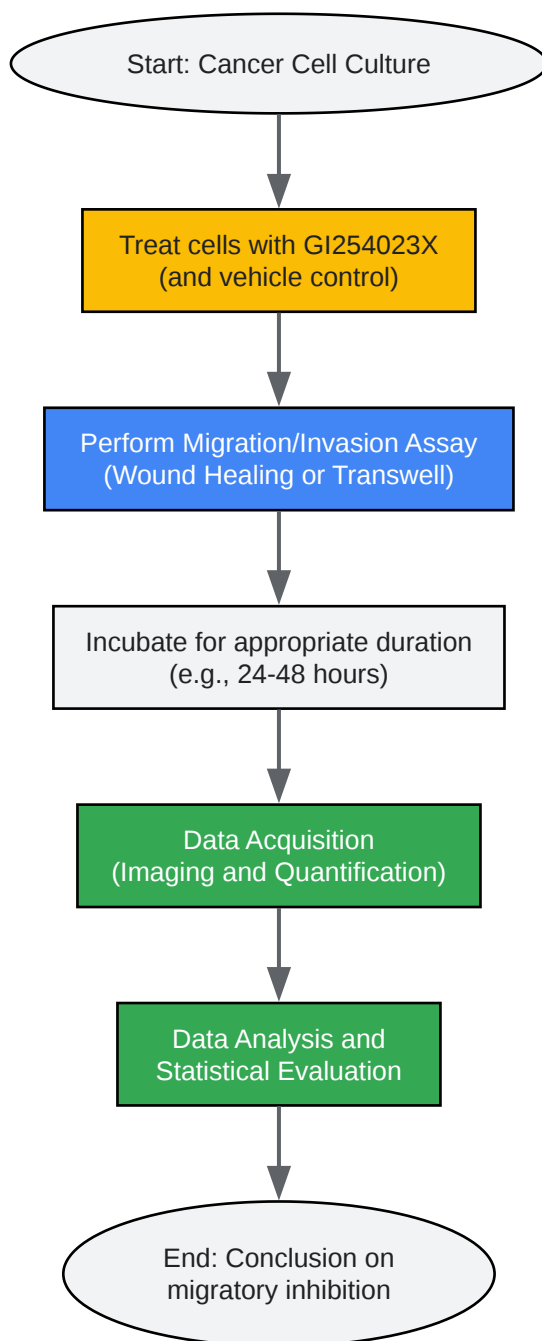 Start: Cancer Cell Culture
Treat cells with GI254023X
(and vehicle control)
Perform Migration/Invasion Assay
(Wound Healing or Transwell)
Incubate for appropriate duration
(e.g., 24-48 hours)
Data Acquisition
(Imaging and Quantification)
Data Analysis and
Statistical Evaluation
End: Conclusion on
migratory inhibition